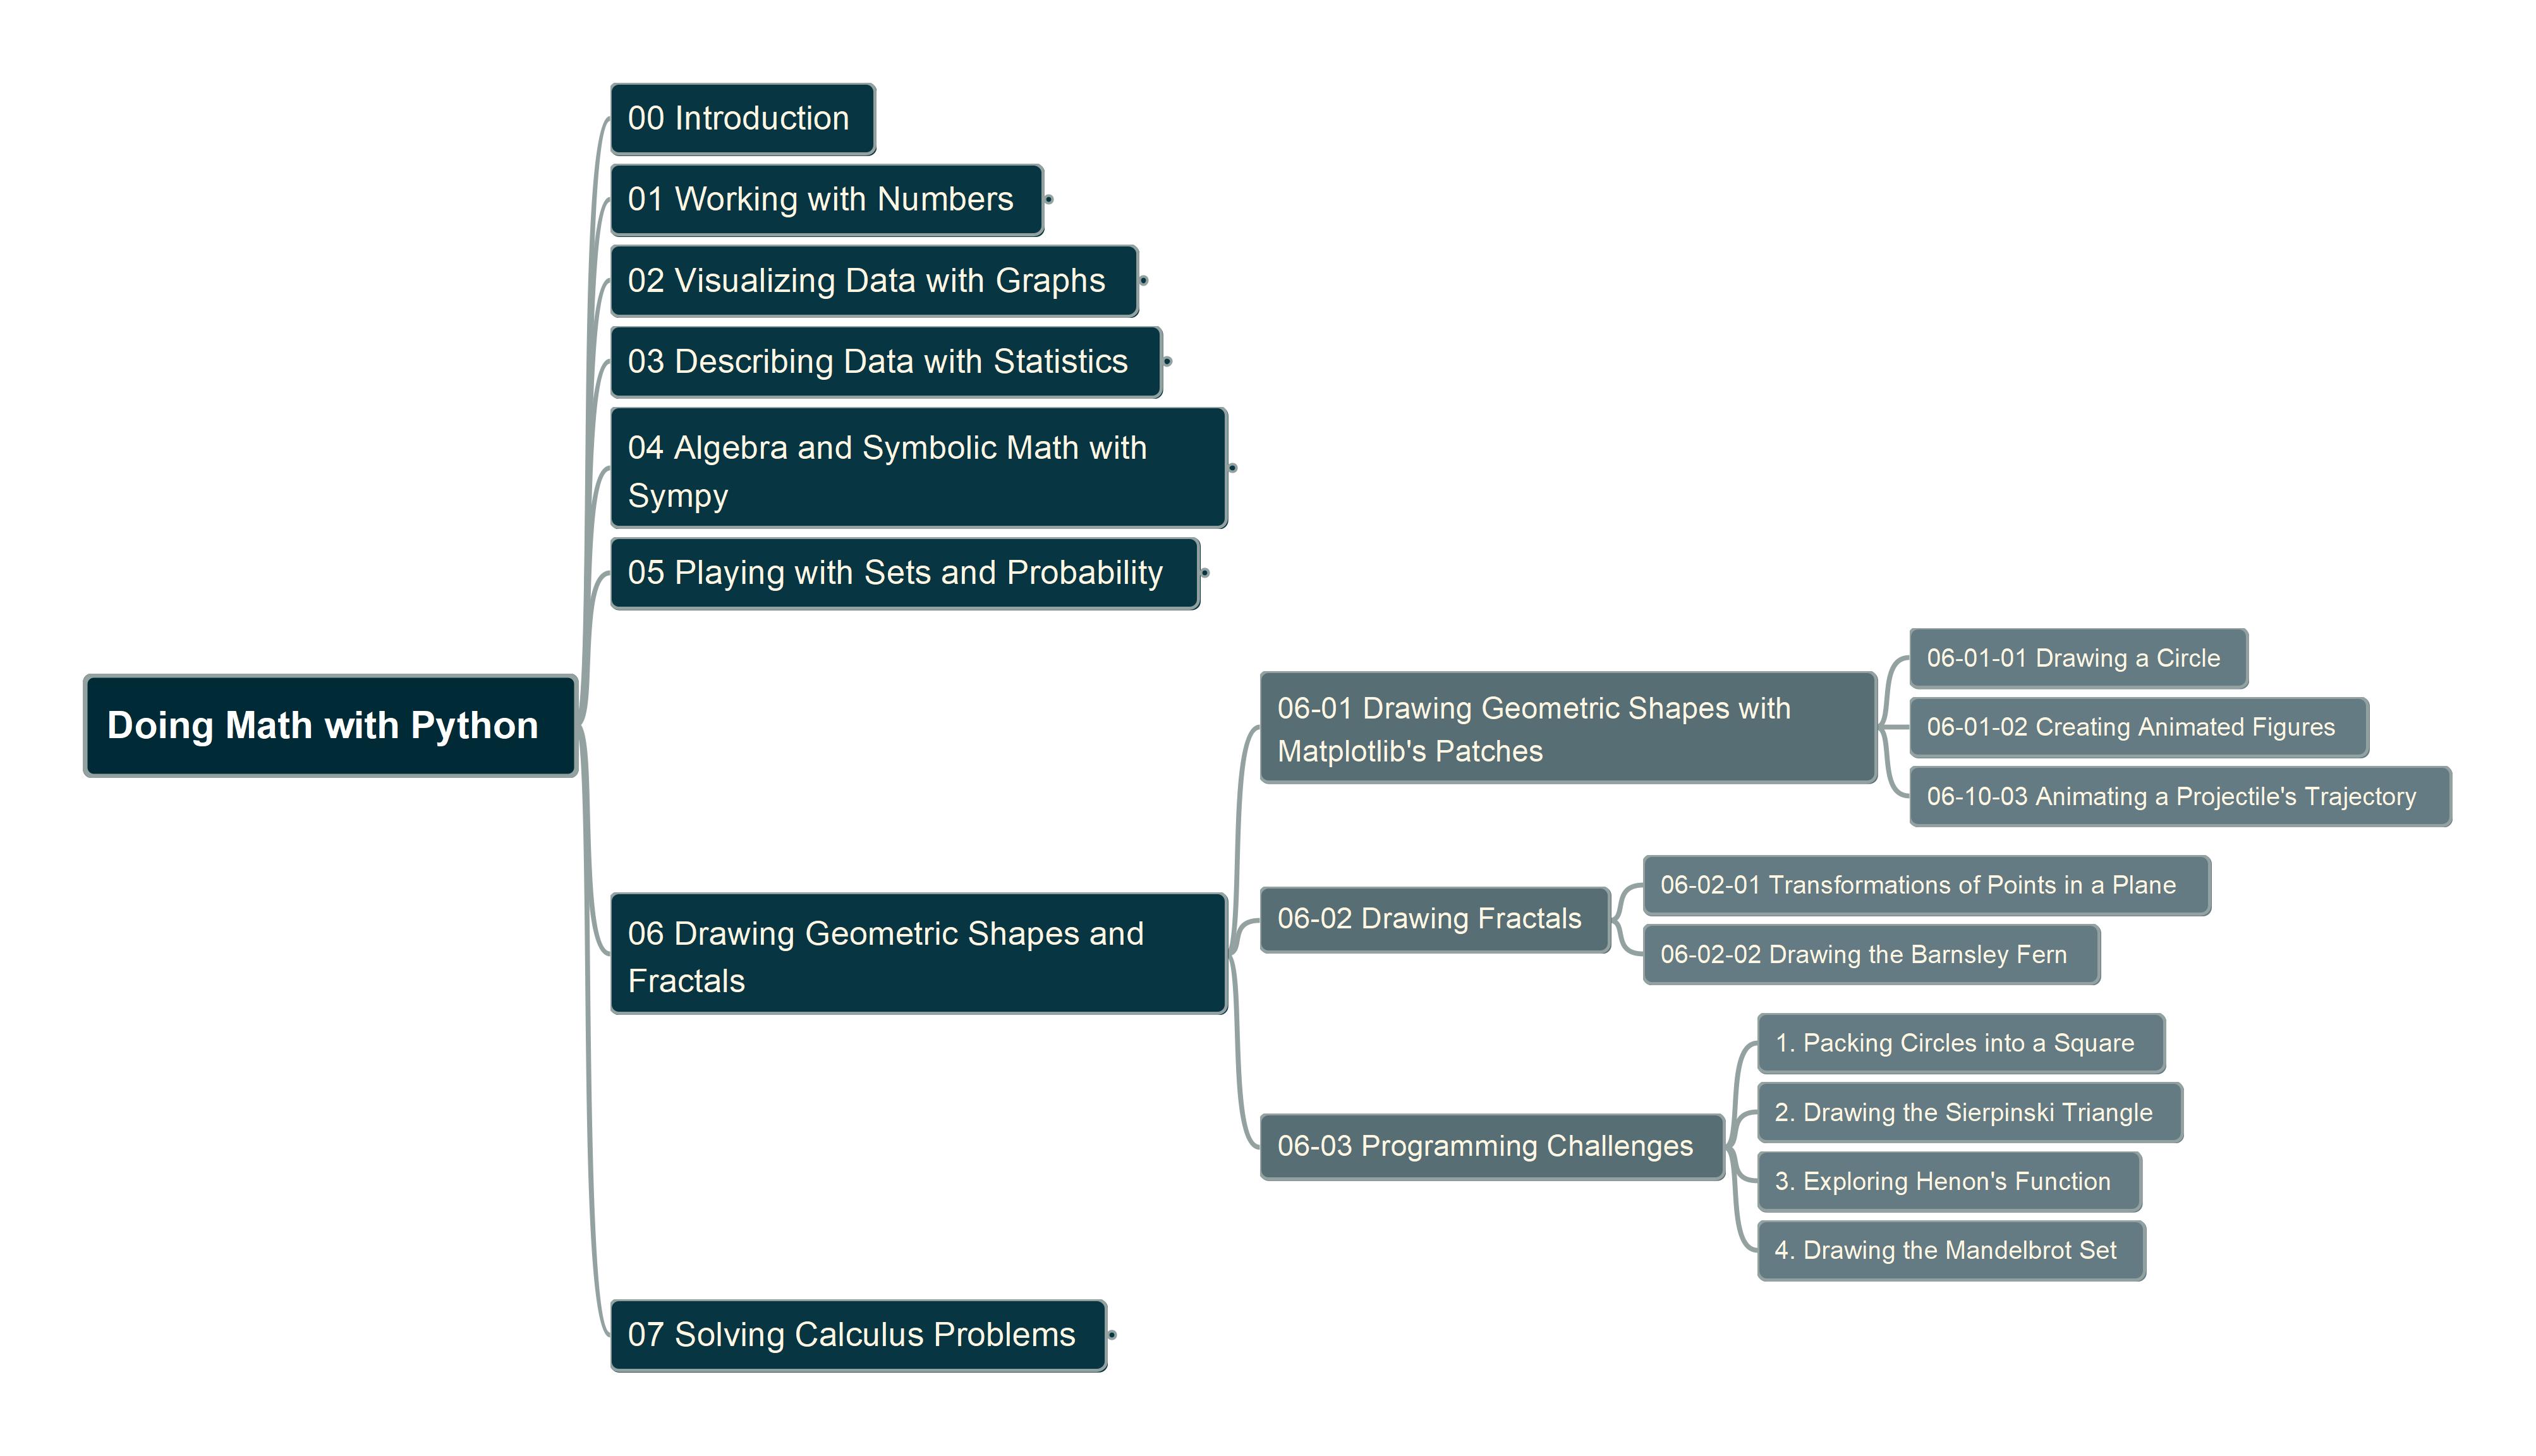 00 Introduction
01 Working with Numbers
02 Visualizing Data with Graphs
03 Describing Data with Statistics
04 Algebra and Symbolic Math with
Sympy
05 Playing with Sets and Probability
Doing Math with Python
06 Drawing Geometric Shapes and
Fractals
06-01 Drawing Geometric Shapes with
Matplotlib's Patches
06-01-01 Drawing a Circle
06-01-02 Creating Animated Figures
06-10-03 Animating a Projectile's Trajectory
06-02 Drawing Fractals
06-02-01 Transformations of Points in a Plane
06-02-02 Drawing the Barnsley Fern
06-03 Programming Challenges
1. Packing Circles into a Square
2. Drawing the Sierpinski Triangle
3. Exploring Henon's Function
4. Drawing the Mandelbrot Set
07 Solving Calculus Problems